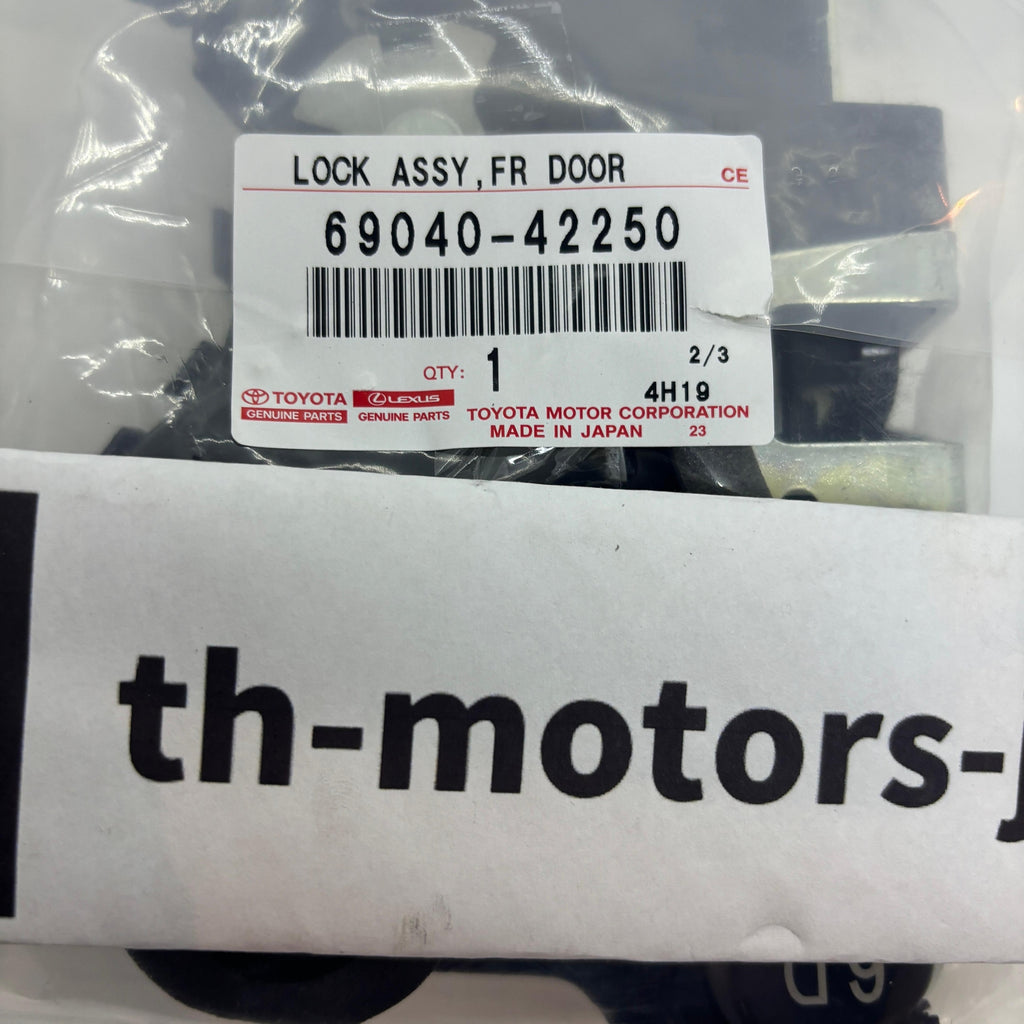 LOCK ASSY,FR DOOR
CE
69040-42250
QTY: 1
2/3
4H19
TOYOTA
GENUINE PARTS
LEXUS
GENUINE PARTS
TOYOTA MOTOR CORPORATION
MADE IN JAPAN 23
th-motors-j